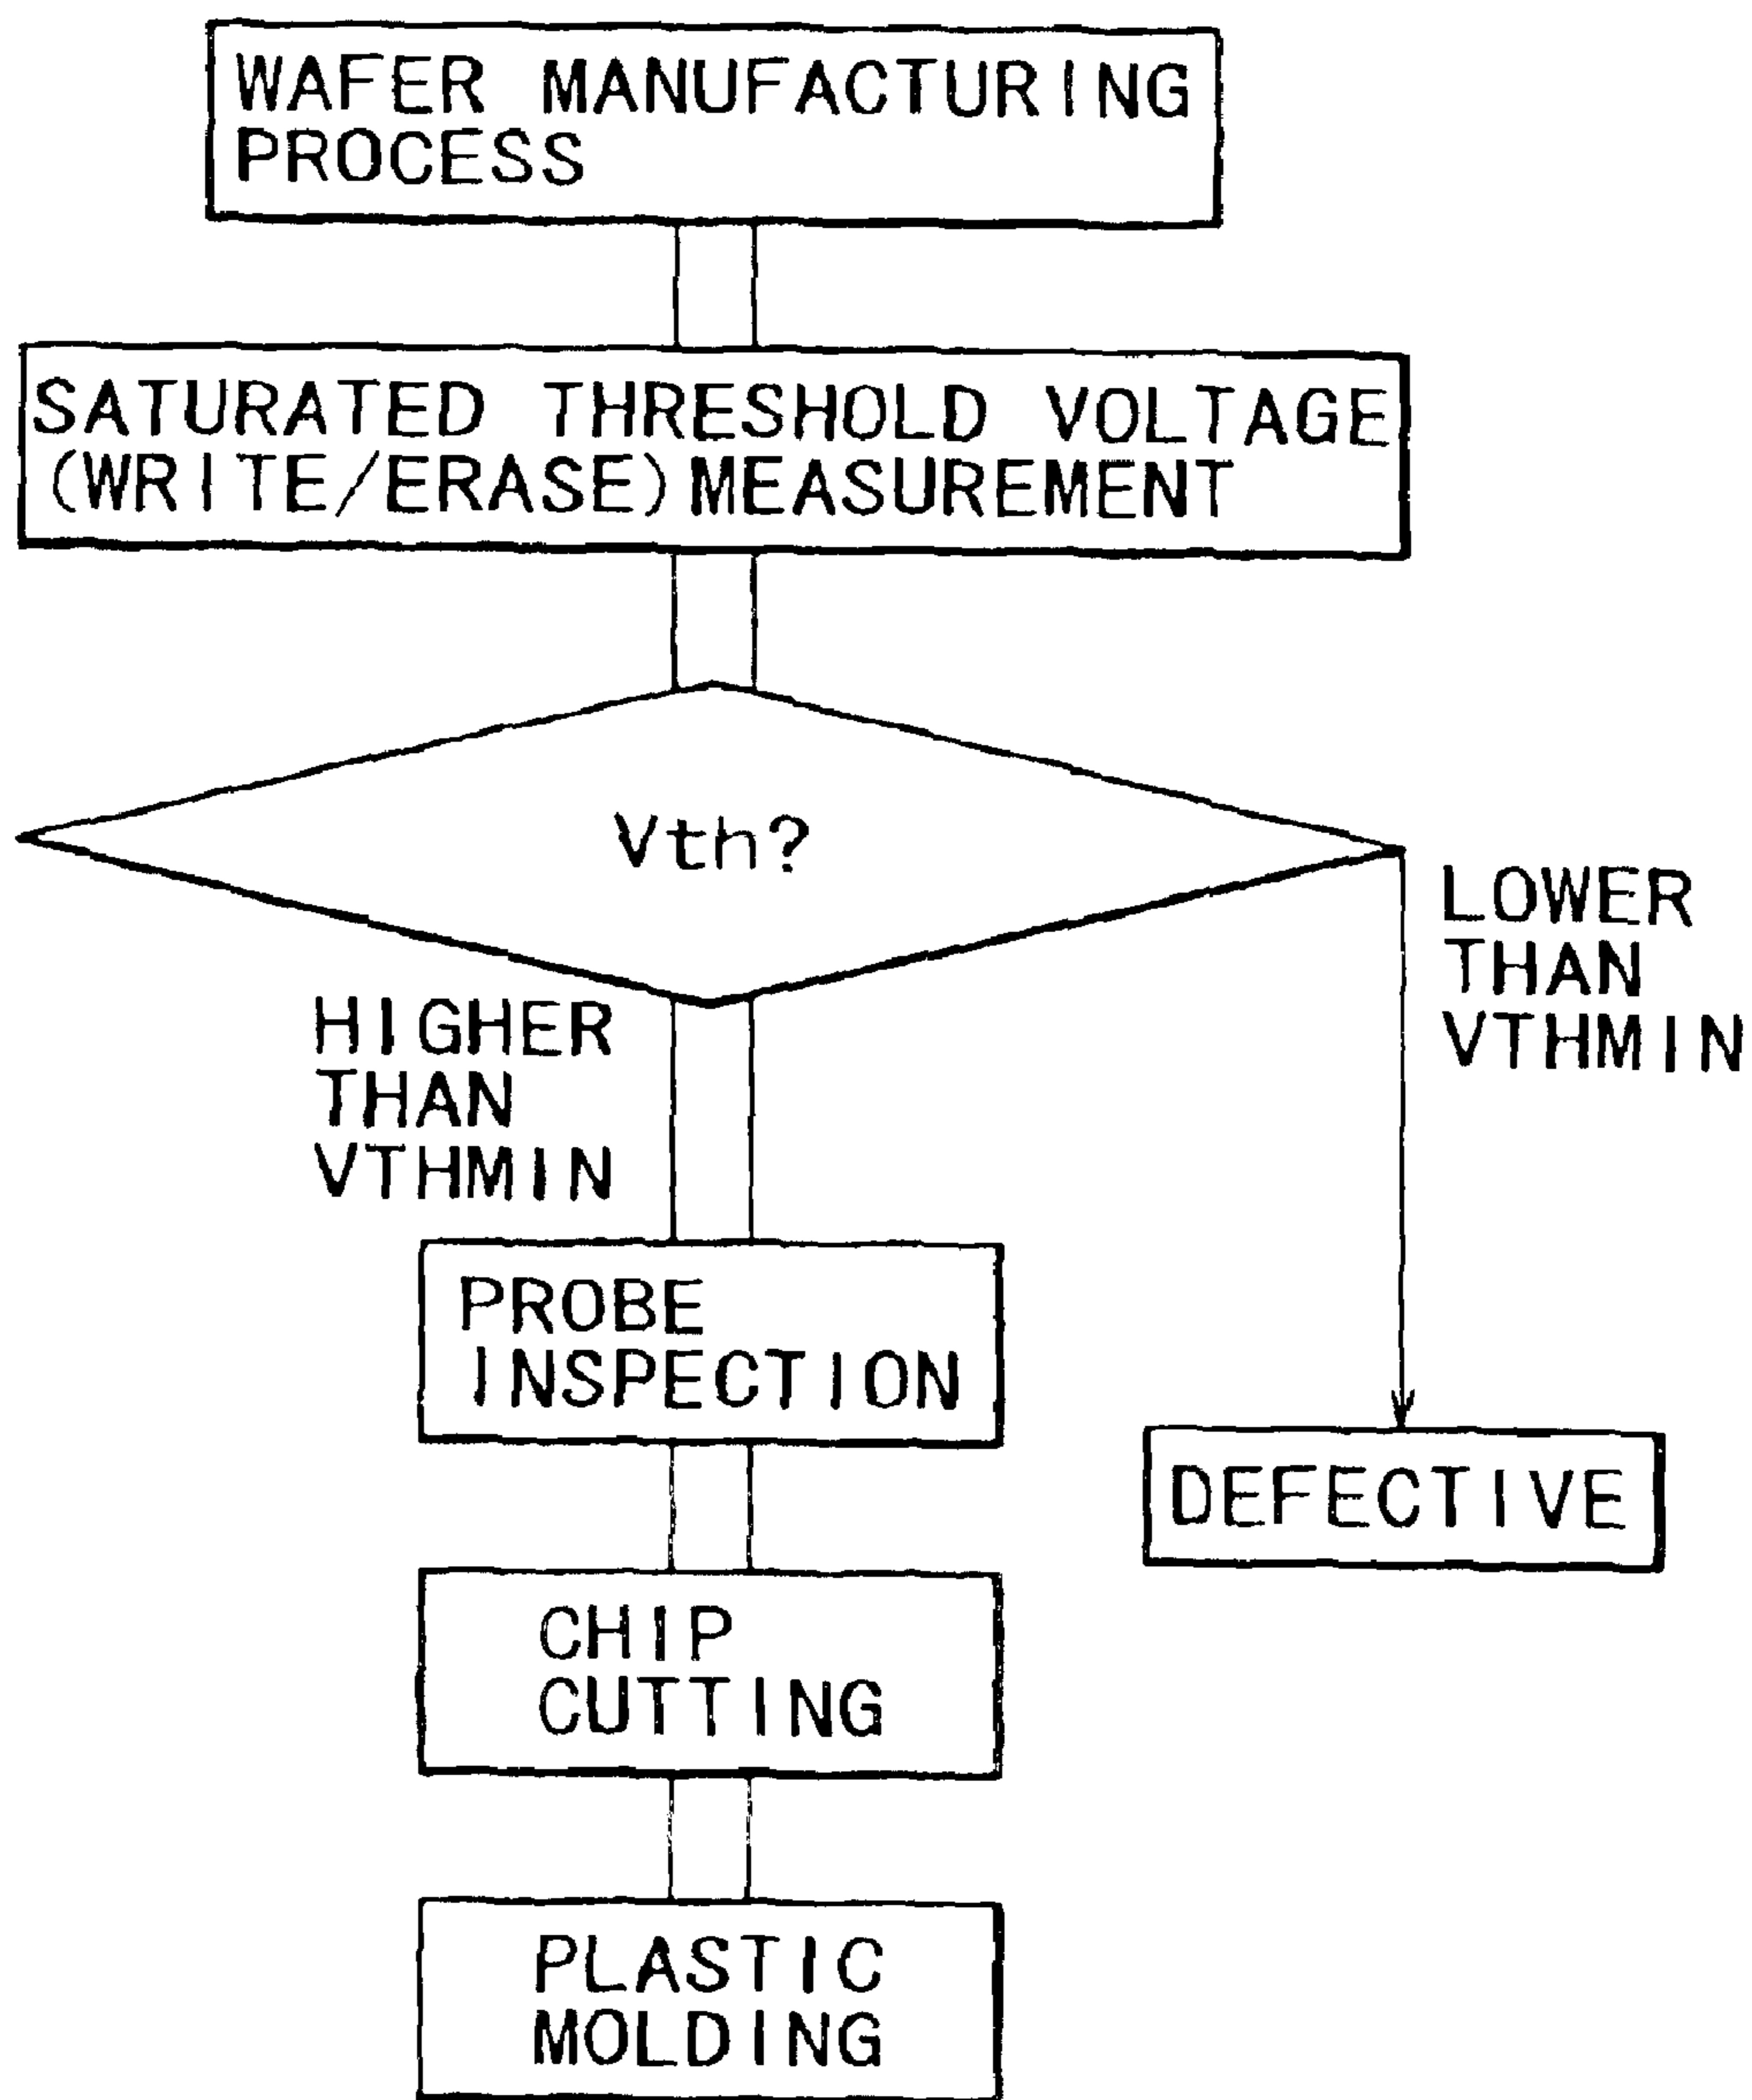 WAFER MANUFACTURING
PROCESS
SATURATED THRESHOLD VOLTAGE
(WRITE/ERASE) MEASUREMENT
Vth?
LOWER
THAN
VTHMIN
HIGHER
THAN
VTHMIN
PROBE
INSPECTION
DEFECTIVE
CHIP
CUTTING
PLASTIC
MOLDING